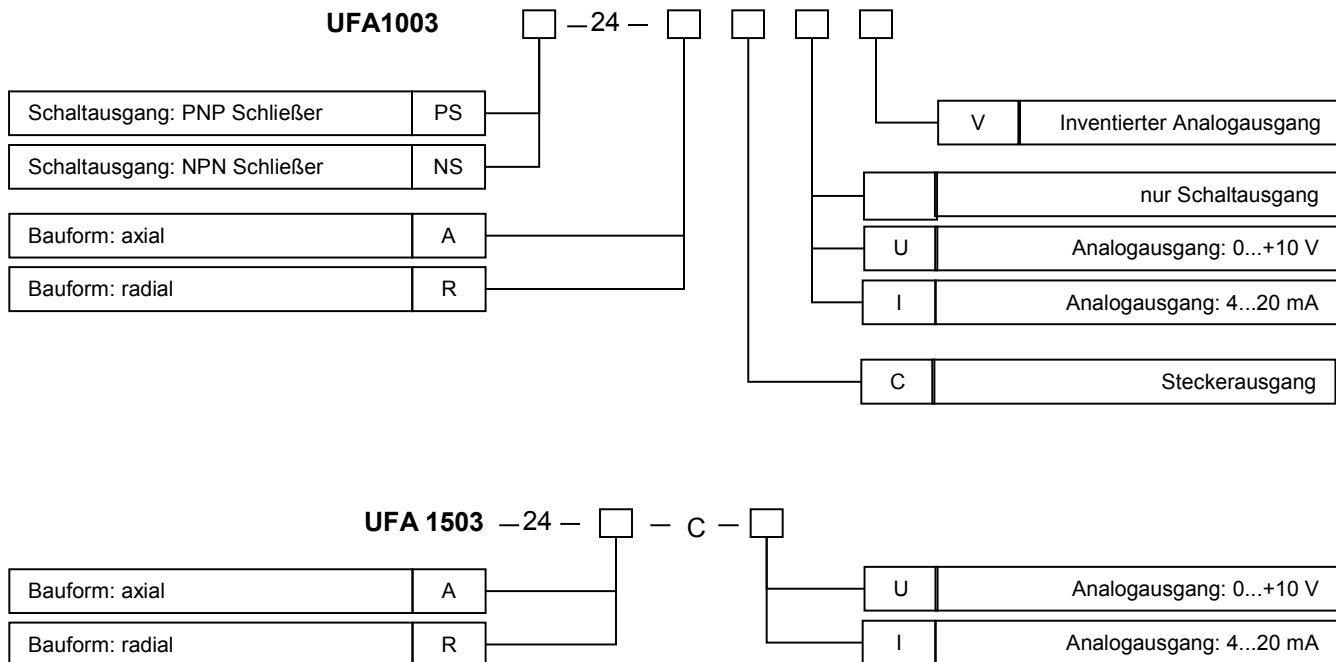 UFA1003 –24–
Schaltausgang: PNP Schließer PS
V Inventierter Analogausgang
Schaltausgang: NPN Schließer NS
nur Schaltausgang
Bauform: axial A
U Analogausgang: 0...+10 V
Bauform: radial R
I Analogausgang: 4...20 mA
C Steckerausgang
UFA 1503 –24– – C –
Bauform: axial A
U Analogausgang: 0...+10 V
Bauform: radial R
I Analogausgang: 4...20 mA